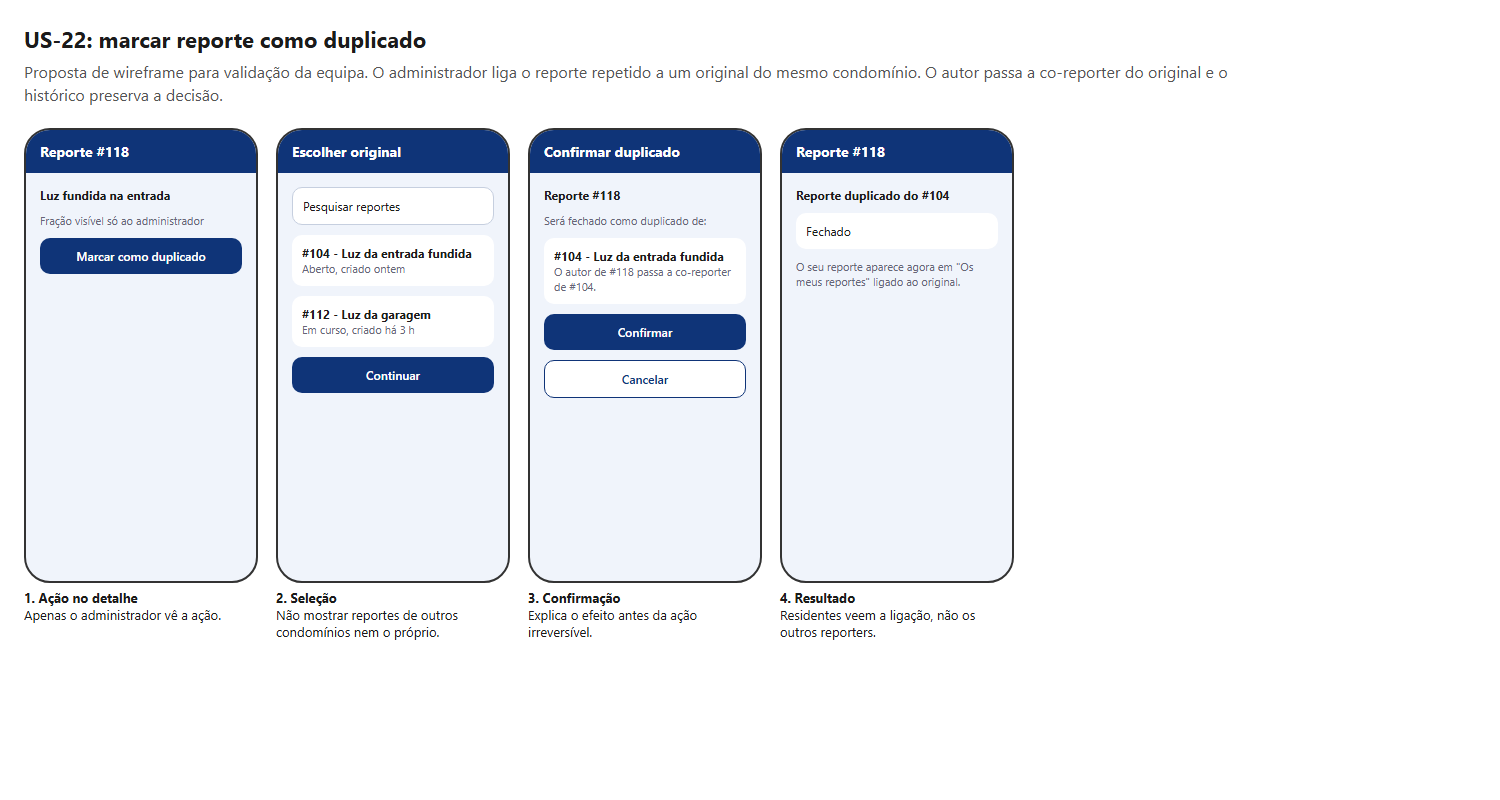 US-22: marcar reporte como duplicado
Proposta de wireframe para validação da equipa. O administrador liga o reporte repetido a um original do mesmo condomínio. O autor passa a co-reporter do original e o
histórico preserva a decisão.
Reporte #118
Luz fundida na entrada
Fração visível só ao administrador
Marcar como duplicado
1. Ação no detalhe
Apenas o administrador vê a ação.
Escolher original
Pesquisar reportes
#104 - Luz da entrada fundida
Aberto, criado ontem
#112 - Luz da garagem
Em curso, criado há 3 h
Continuar
2. Seleção
Não mostrar reportes de outros
condomínios nem o próprio.
Confirmar duplicado
Reporte #118
Será fechado como duplicado de:
#104 - Luz da entrada fundida
O autor de #118 passa a co-reporter
de #104.
Confirmar
Cancelar
3. Confirmação
Explica o efeito antes da ação
irreversível.
Reporte #118
Reporte duplicado do #104
Fechado
O seu reporte aparece agora em "Os
meus reportes" ligado ao original.
4. Resultado
Residentes veem a ligação, não os
outros reporters.